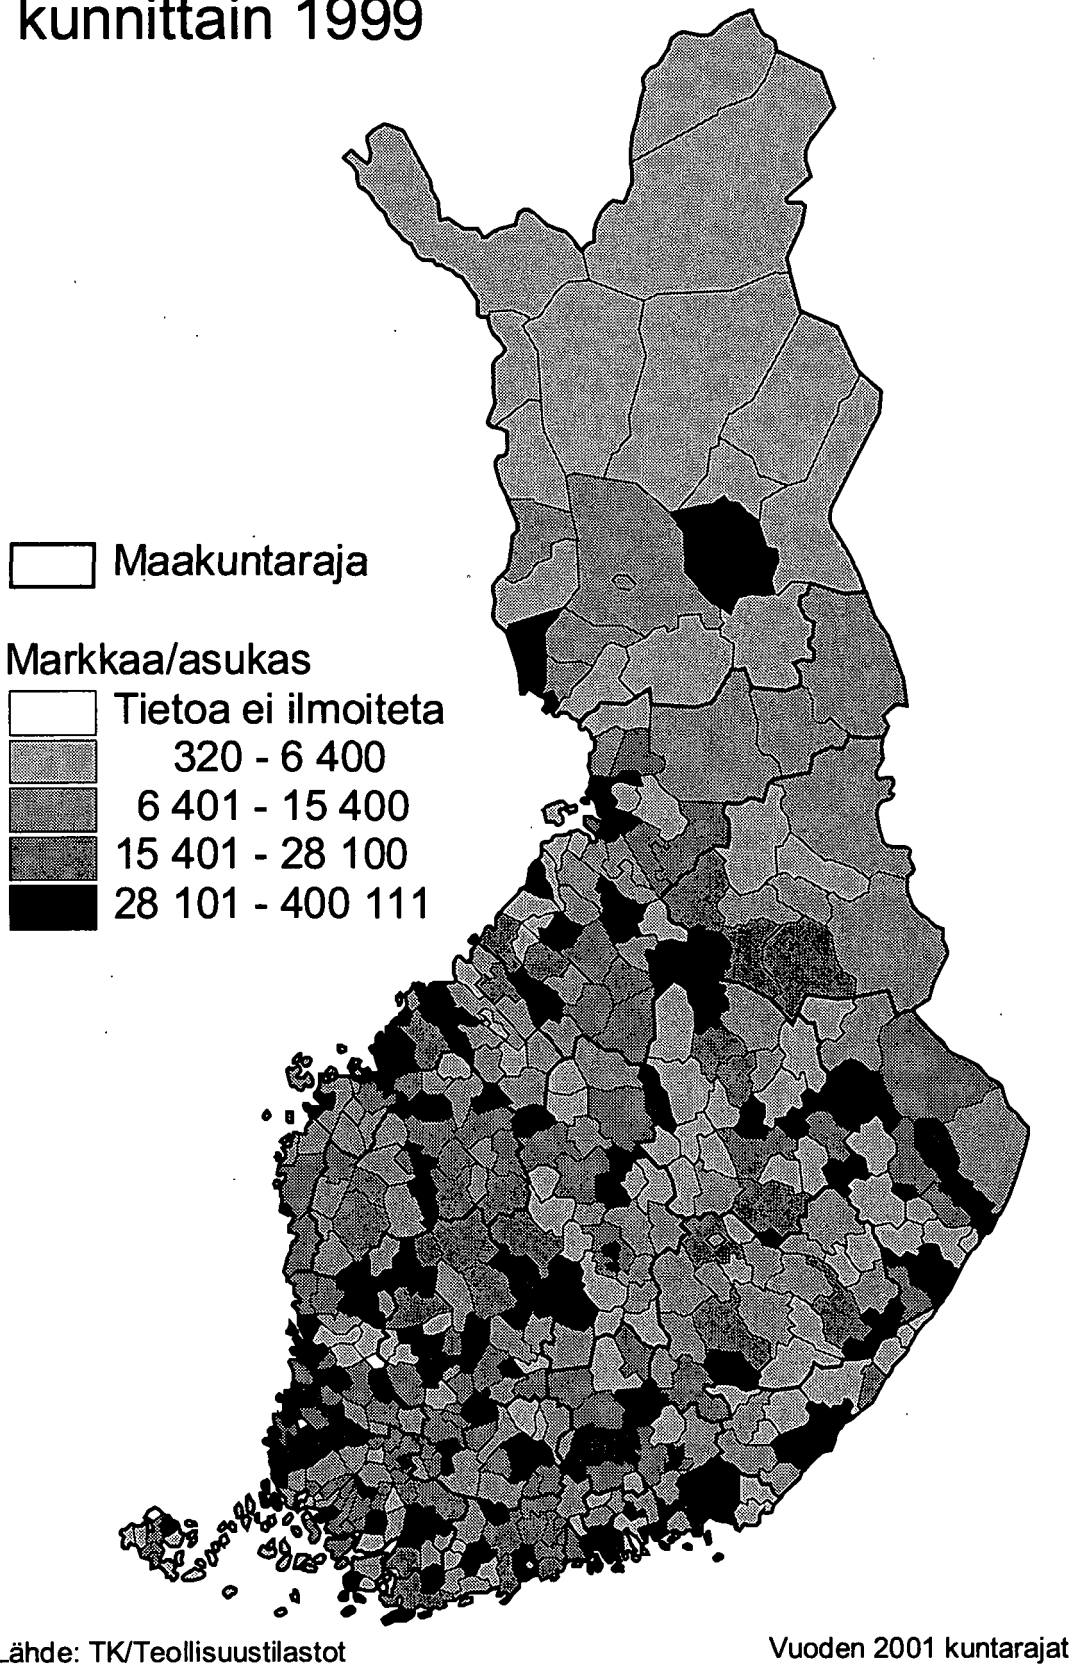 kunnittain 1999
Maakuntaraja
Markkaa/asukas
Tietoa ei ilmoiteta
320 - 6 400
6 401 - 15 400
15 401 - 28 100
28 101 - 400 111
Lähde: TK/Teollisuustilastot
Vuoden 2001 kuntarajat